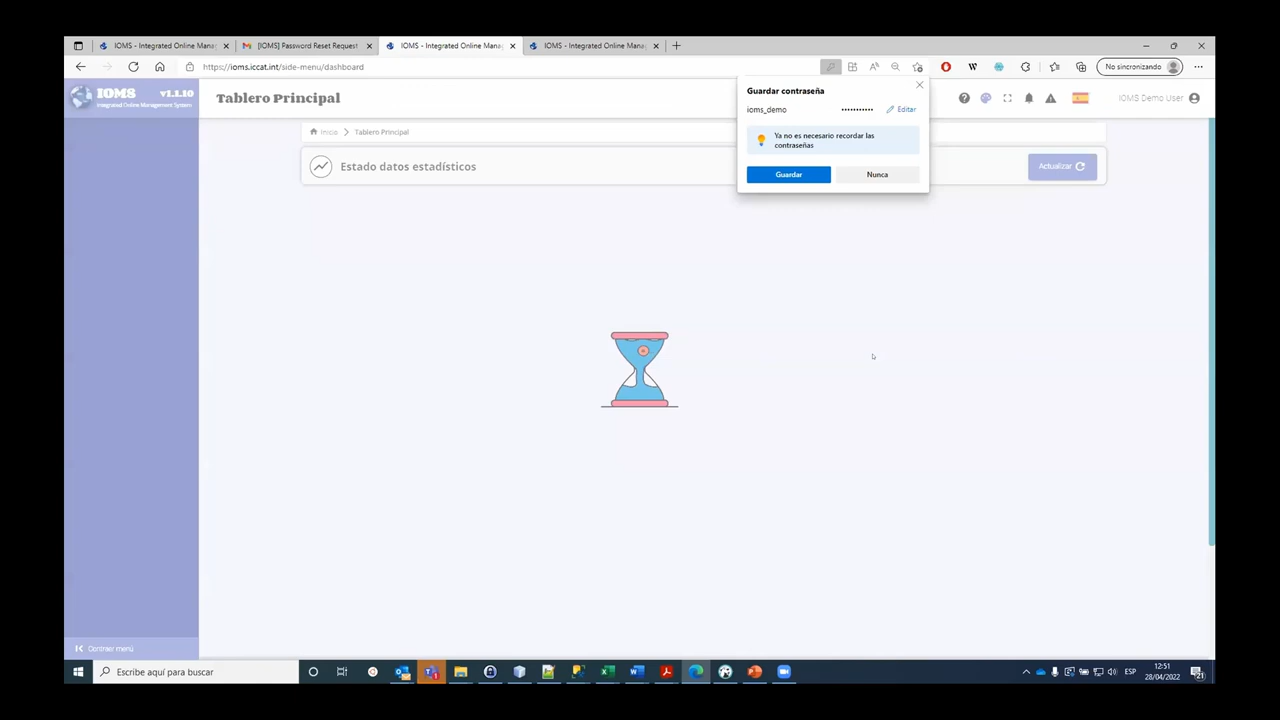 IOMS - Integrated Online Mana
[IOMS] Password Reset Request
IOMS - Integrated Online Mana
IOMS - Integrated Online Mana
https://ioms.iccat.int/side-menu/dashboard
No sincronizando
IOMS v1.1.10
Integrated Online Management System
Tablero Principal
IOMS Demo User
Guardar contraseña
ioms_demo ••••••••••• Editar
Ya no es necesario recordar las
contraseñas
Guardar Nunca
Inicio > Tablero Principal
Estado datos estadísticos
Actualizar
Contraer menú
Escribe aquí para buscar
ESP
12:51
28/04/2022
21